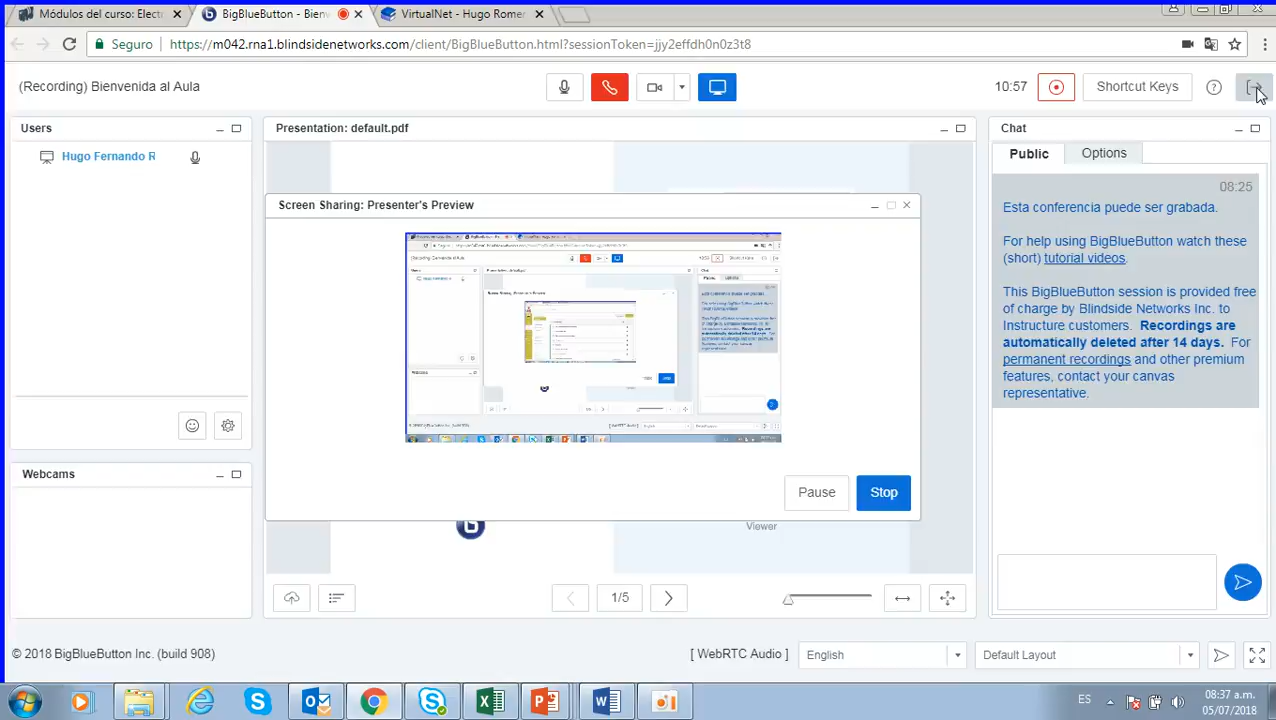 Módulos del curso: Electr
BigBlueButton - Bienv
VirtualNet - Hugo Romer
Seguro
https://m042.rna1.blindsidenetworks.com/client/BigBlueButton.html?sessionToken=jjy2effdh0n0z3t8
(Recording) Bienvenida al Aula
10:57
Shortcut Keys
Users
Hugo Fernando R
Webcams
Presentation: default.pdf
Screen Sharing: Presenter's Preview
Pause
Stop
Viewer
1/5
Chat
Public
Options
08:25
Esta conferencia puede ser grabada.
For help using BigBlueButton watch these
(short) tutorial videos.
This BigBlueButton session is provided free
of charge by Blindside Networks Inc. to
Instructure customers. Recordings are
automatically deleted after 14 days. For
permanent recordings and other premium
features, contact your canvas
representative.
© 2018 BigBlueButton Inc. (build 908)
[ WebRTC Audio ]
English
Default Layout
ES
08:37 a.m.
05/07/2018